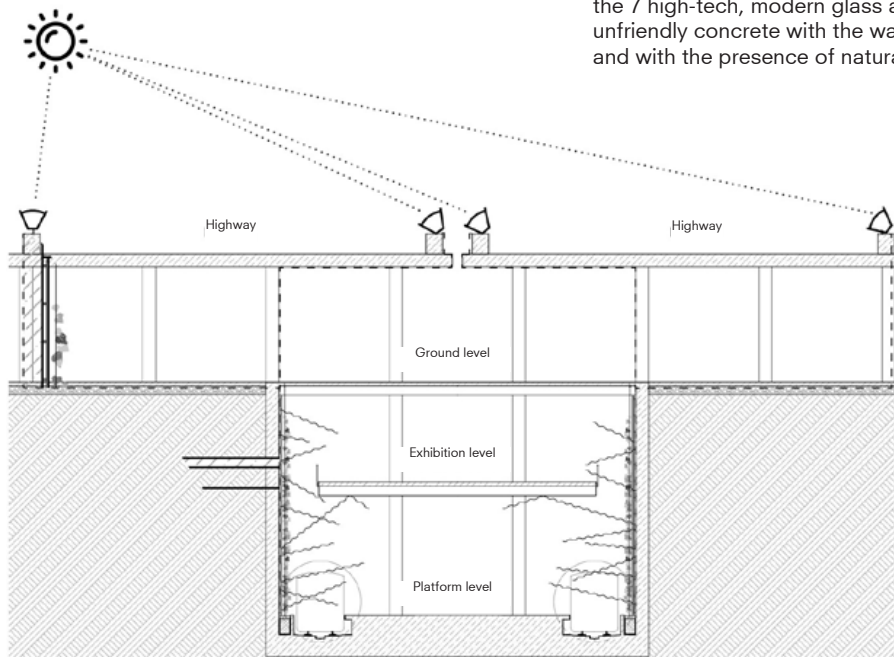 the 7 high-tech, modern glass a
unfriendly concrete with the wa
and with the presence of natura
Highway
Highway
Ground level
Exhibition level
Platform level